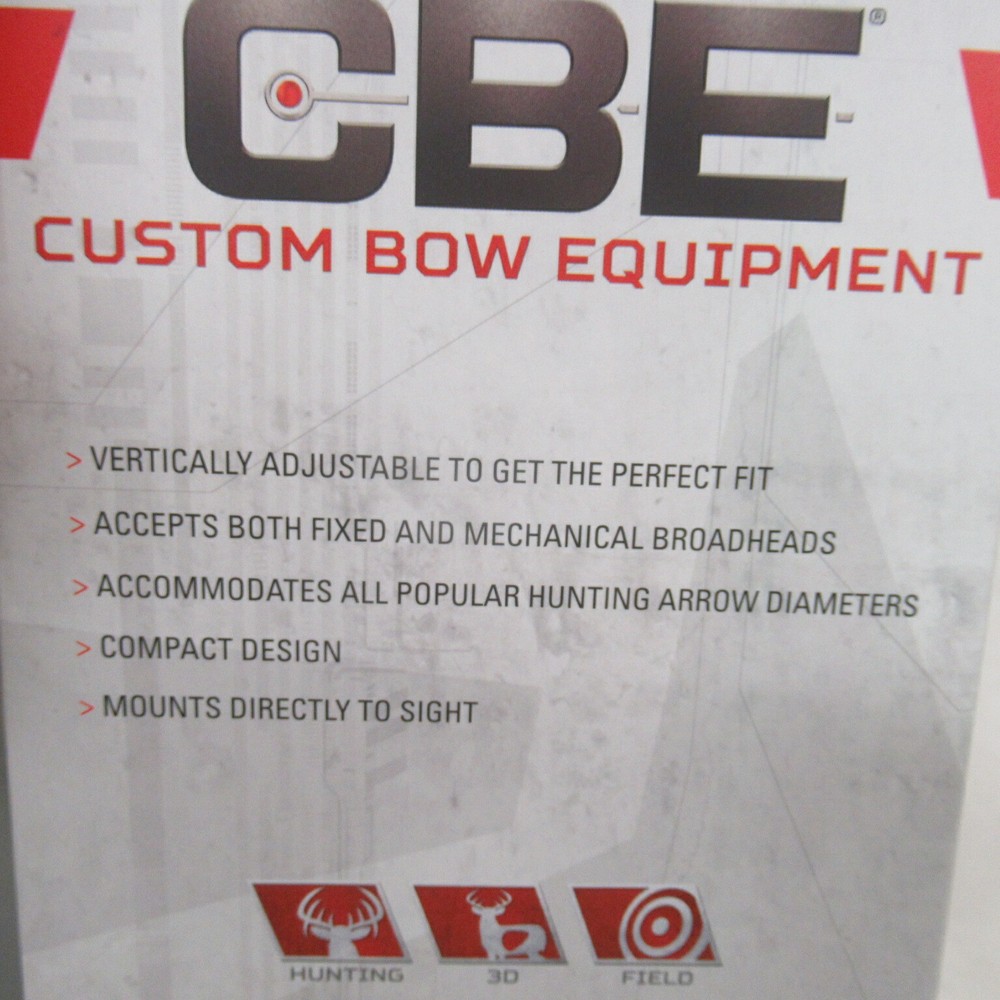 CBE®
CUSTOM BOW EQUIPMENT
> VERTICALLY ADJUSTABLE TO GET THE PERFECT FIT
> ACCEPTS BOTH FIXED AND MECHANICAL BROADHEADS
> ACCOMMODATES ALL POPULAR HUNTING ARROW DIAMETERS
> COMPACT DESIGN
> MOUNTS DIRECTLY TO SIGHT
HUNTING 3D FIELD